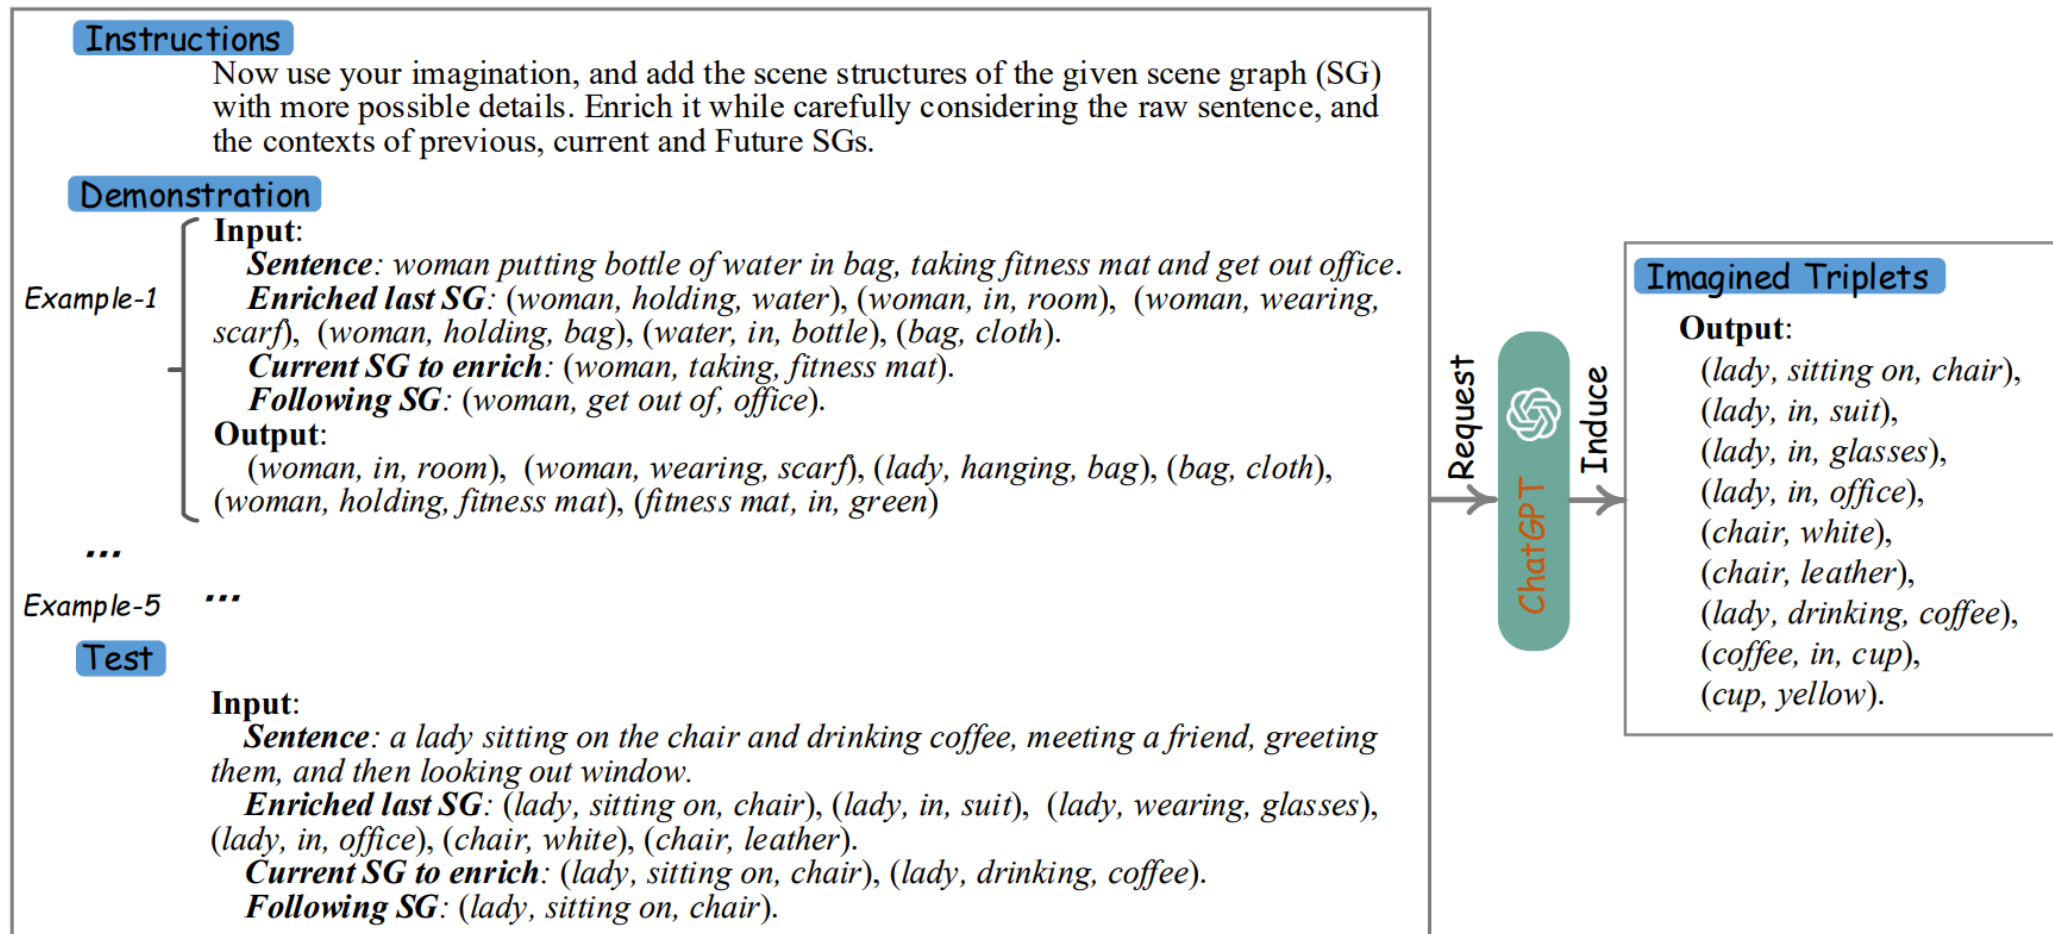 Instructions
Now use your imagination, and add the scene structures of the given scene graph (SG)
with more possible details. Enrich it while carefully considering the raw sentence, and
the contexts of previous, current and Future SGs.
Demonstration
Example-1
Input:
Sentence: woman putting bottle of water in bag, taking fitness mat and get out office.
Enriched last SG: (woman, holding, water), (woman, in, room), (woman, wearing,
scarf), (woman, holding, bag), (water, in, bottle), (bag, cloth).
Current SG to enrich: (woman, taking, fitness mat).
Following SG: (woman, get out of, office).
Output:
(woman, in, room), (woman, wearing, scarf), (lady, hanging, bag), (bag, cloth),
(woman, holding, fitness mat), (fitness mat, in, green)
...
Example-5 ...
Test
Input:
Sentence: a lady sitting on the chair and drinking coffee, meeting a friend, greeting
them, and then looking out window.
Enriched last SG: (lady, sitting on, chair), (lady, in, suit), (lady, wearing, glasses),
(lady, in, office), (chair, white), (chair, leather).
Current SG to enrich: (lady, sitting on, chair), (lady, drinking, coffee).
Following SG: (lady, sitting on, chair).
Request
ChatGPT
Induce
Imagined Triplets
Output:
(lady, sitting on, chair),
(lady, in, suit),
(lady, in, glasses),
(lady, in, office),
(chair, white),
(chair, leather),
(lady, drinking, coffee),
(coffee, in, cup),
(cup, yellow).